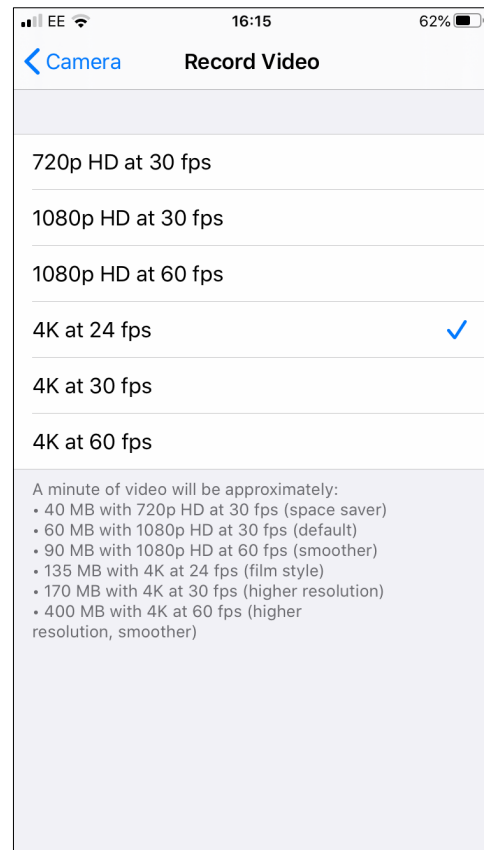 EE 16:15 62%
Camera Record Video
720p HD at 30 fps
1080p HD at 30 fps
1080p HD at 60 fps
4K at 24 fps
4K at 30 fps
4K at 60 fps
A minute of video will be approximately:
• 40 MB with 720p HD at 30 fps (space saver)
• 60 MB with 1080p HD at 30 fps (default)
• 90 MB with 1080p HD at 60 fps (smoother)
• 135 MB with 4K at 24 fps (film style)
• 170 MB with 4K at 30 fps (higher resolution)
• 400 MB with 4K at 60 fps (higher
resolution, smoother)